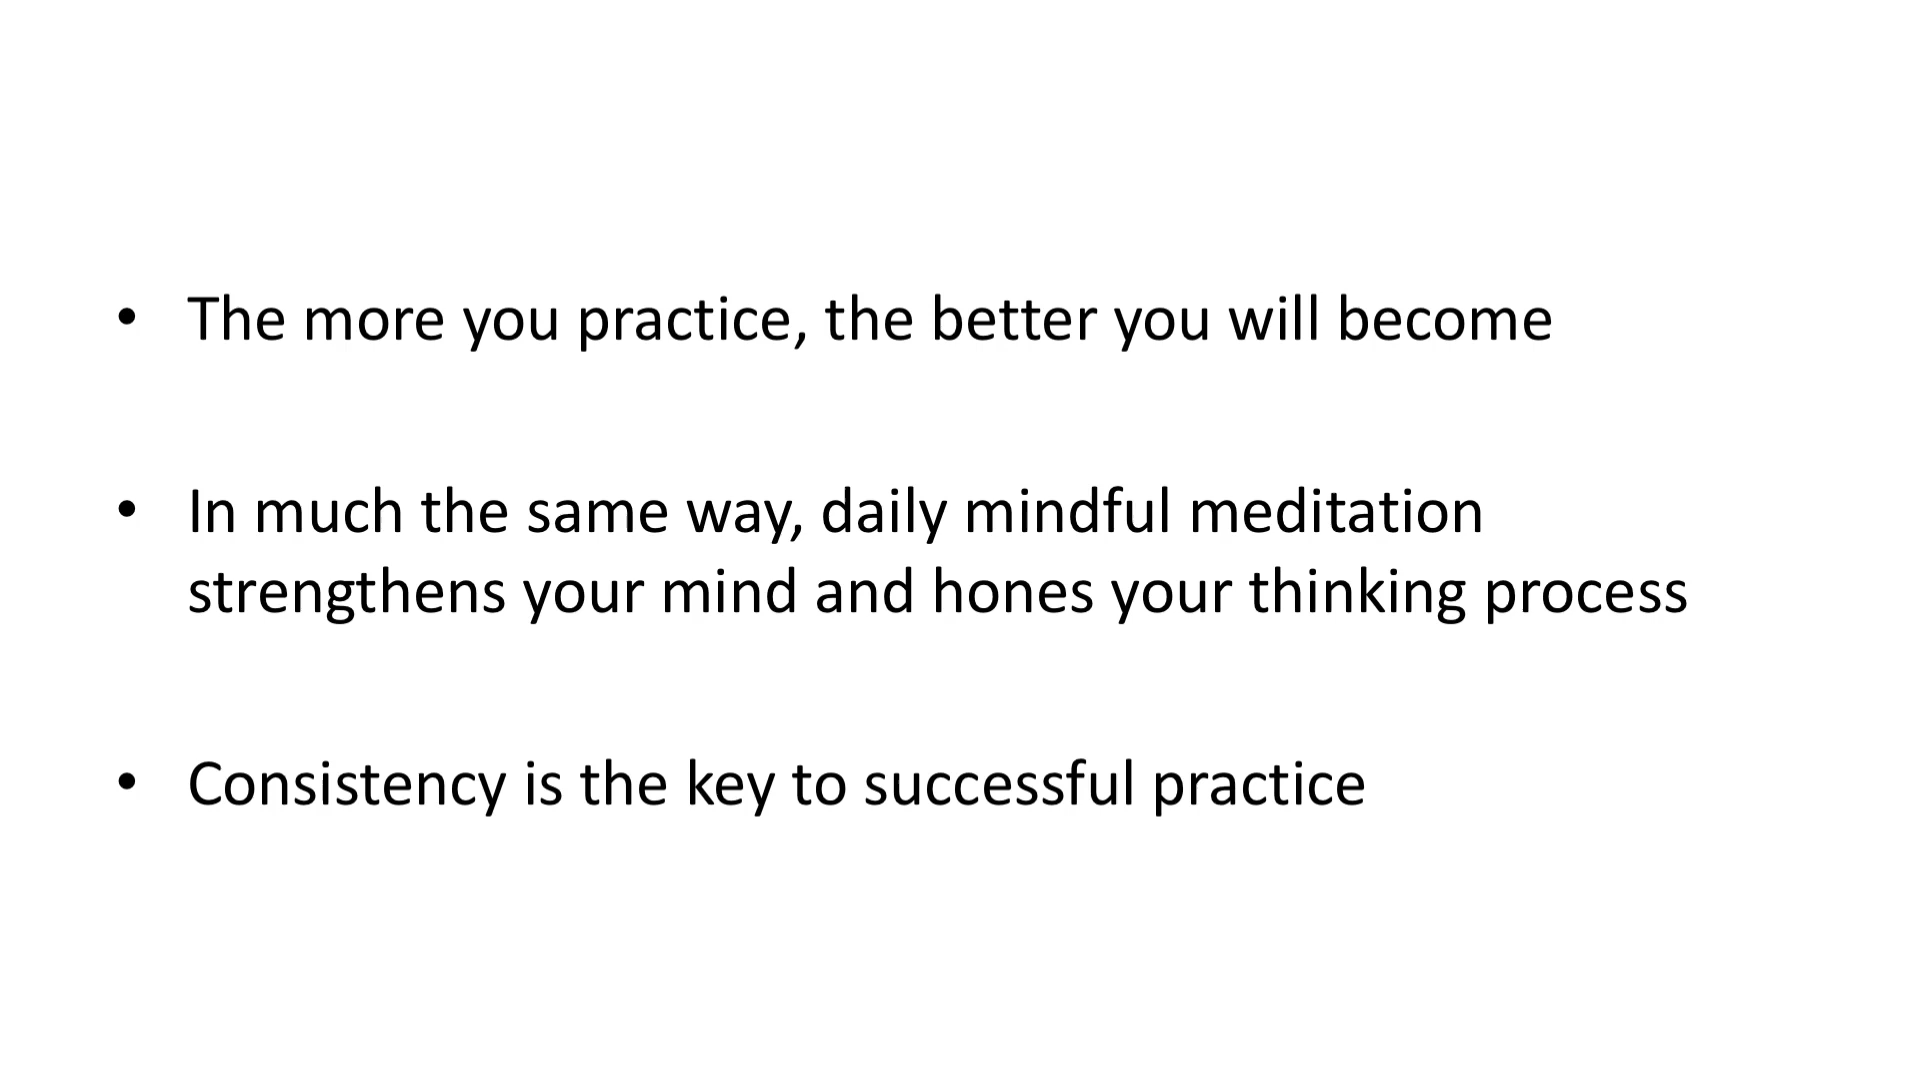 • The more you practice, the better you will become
• In much the same way, daily mindful meditation
strengthens your mind and hones your thinking process
• Consistency is the key to successful practice